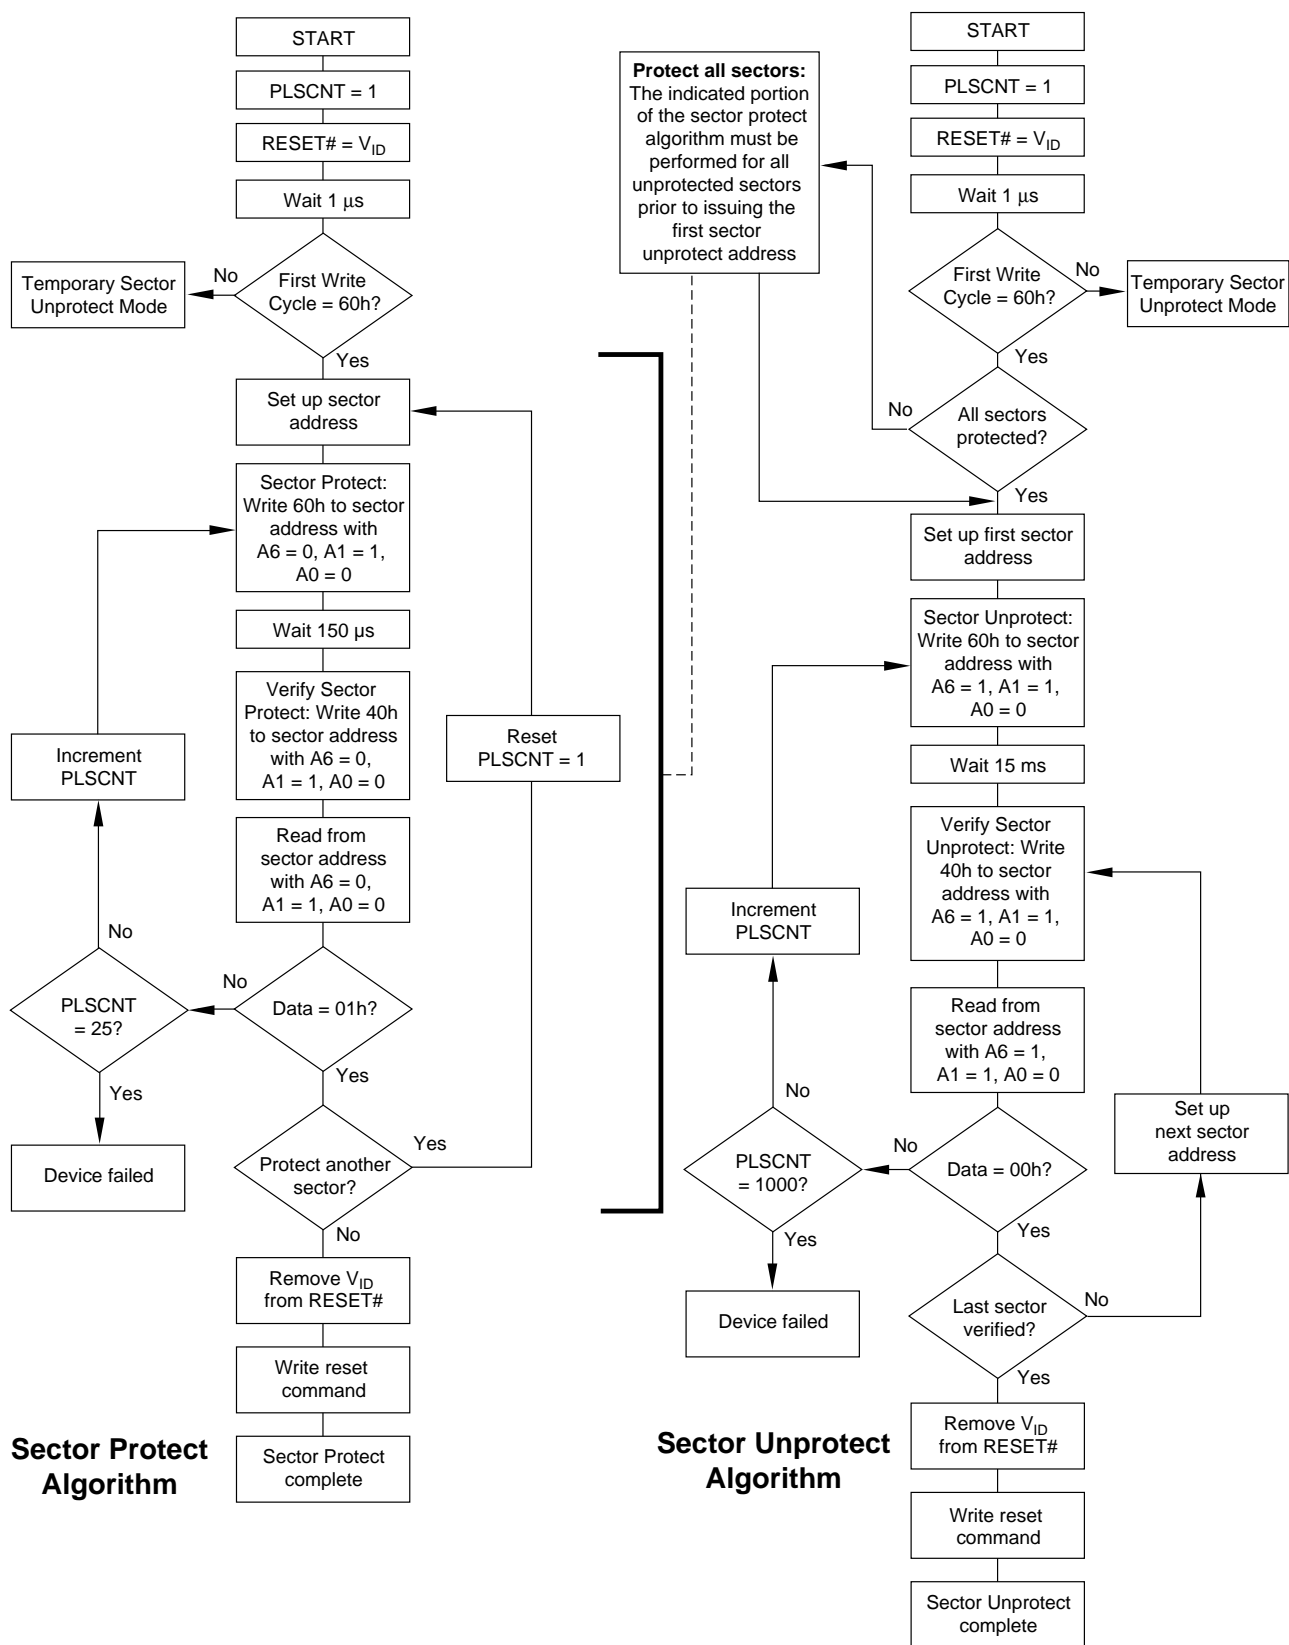 START
PLSCNT = 1
RESET# = VID
Wait 1 μs
First Write
Cycle = 60h?
No
Temporary Sector
Unprotect Mode
Yes
Set up sector
address
Sector Protect:
Write 60h to sector
address with
A6 = 0, A1 = 1,
A0 = 0
Wait 150 µs
Verify Sector
Protect: Write 40h
to sector address
with A6 = 0,
A1 = 1, A0 = 0
Increment
PLSCNT
Reset
PLSCNT = 1
Read from
sector address
with A6 = 0,
A1 = 1, A0 = 0
No
PLSCNT
= 25?
No
Data = 01h?
Yes
Yes
Device failed
Protect another
sector?
Yes
No
Remove VID
from RESET#
Write reset
command
Sector Protect
complete
Sector Protect
Algorithm
Protect all sectors:
The indicated portion
of the sector protect
algorithm must be
performed for all
unprotected sectors
prior to issuing the
first sector
unprotect address
START
PLSCNT = 1
RESET# = VID
Wait 1 μs
First Write
Cycle = 60h?
No
Temporary Sector
Unprotect Mode
Yes
No
All sectors
protected?
Yes
Set up first sector
address
Sector Unprotect:
Write 60h to sector
address with
A6 = 1, A1 = 1,
A0 = 0
Wait 15 ms
Verify Sector
Unprotect: Write
40h to sector
address with
A6 = 1, A1 = 1,
A0 = 0
Increment
PLSCNT
Read from
sector address
with A6 = 1,
A1 = 1, A0 = 0
No
PLSCNT
= 1000?
No
Data = 00h?
Set up
next sector
address
Yes
Yes
Device failed
Last sector
verified?
No
Yes
Remove VID
from RESET#
Write reset
command
Sector Unprotect
complete
Sector Unprotect
Algorithm